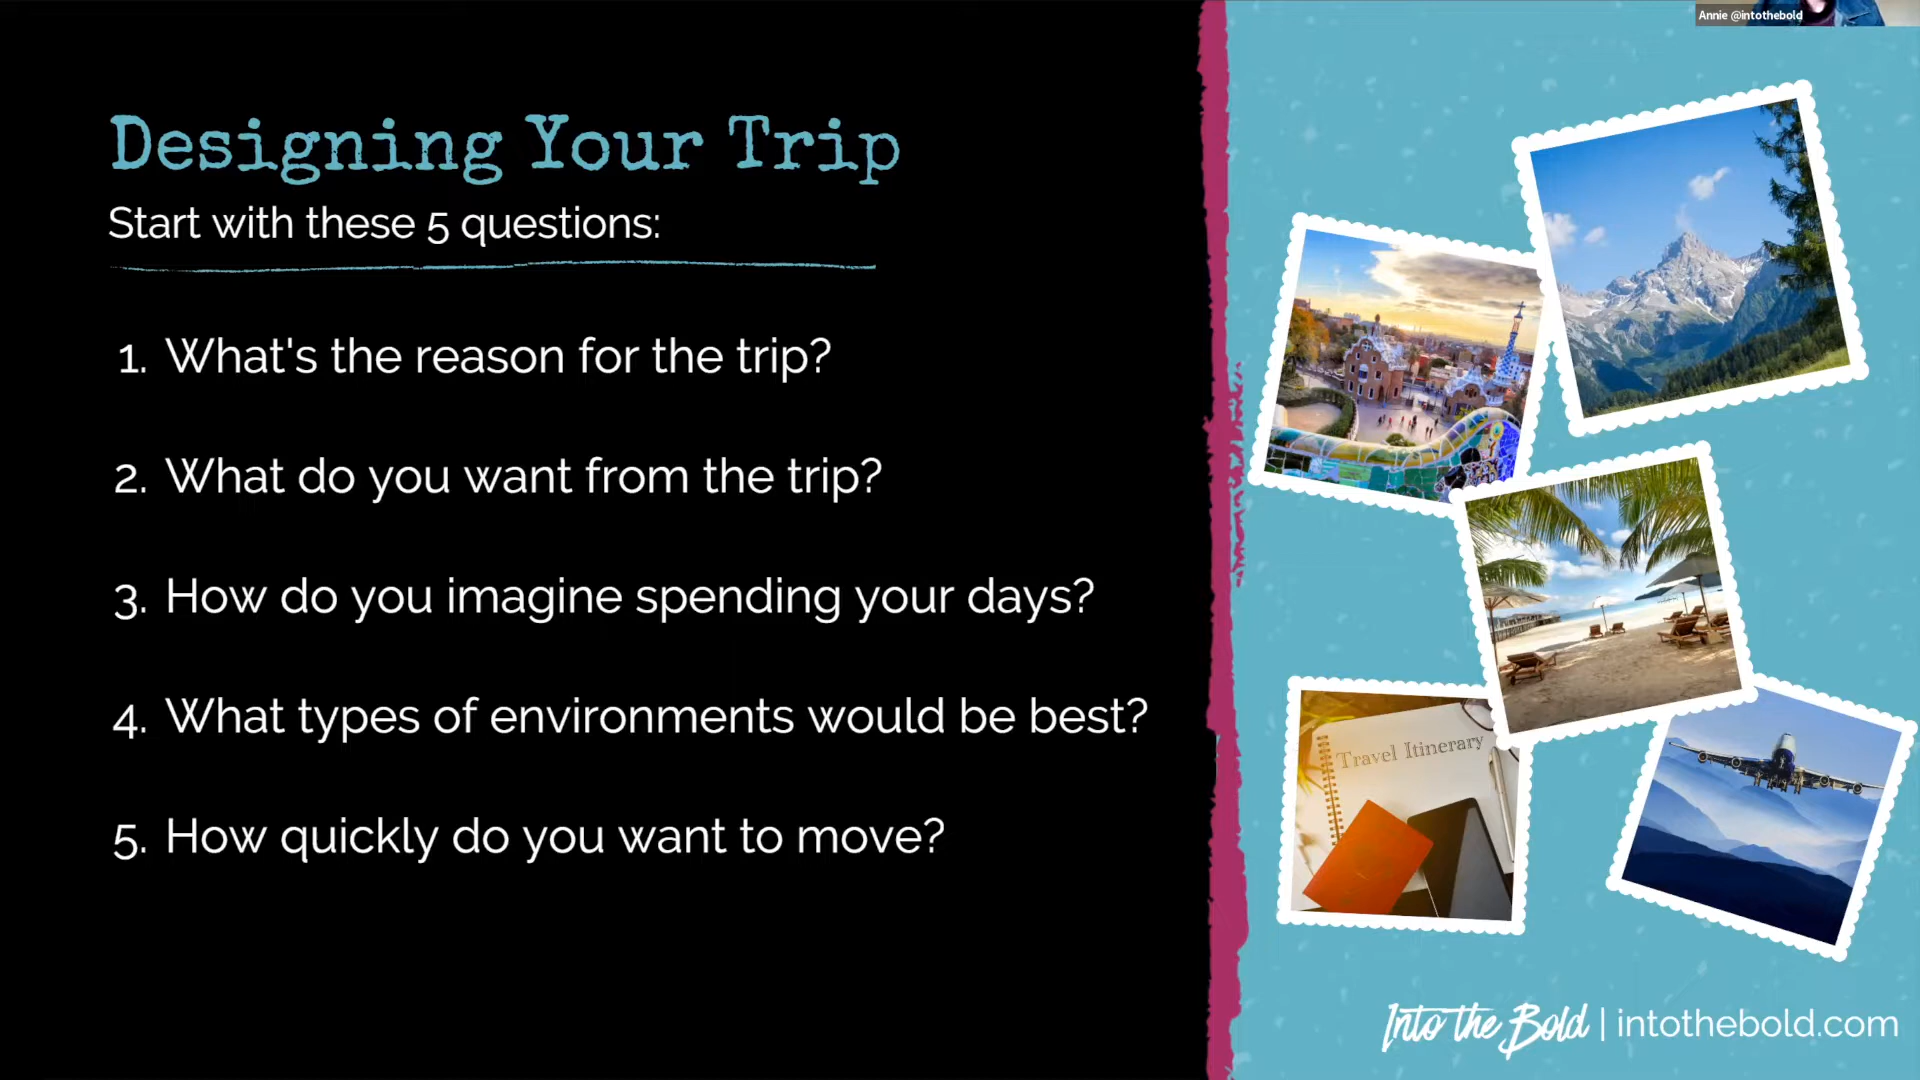 Annie @intothebold
Designing Your Trip
Start with these 5 questions:
1. What's the reason for the trip?
2. What do you want from the trip?
3. How do you imagine spending your days?
4. What types of environments would be best?
5. How quickly do you want to move?
Travel Itinerary
Into the Bold | intothebold.com